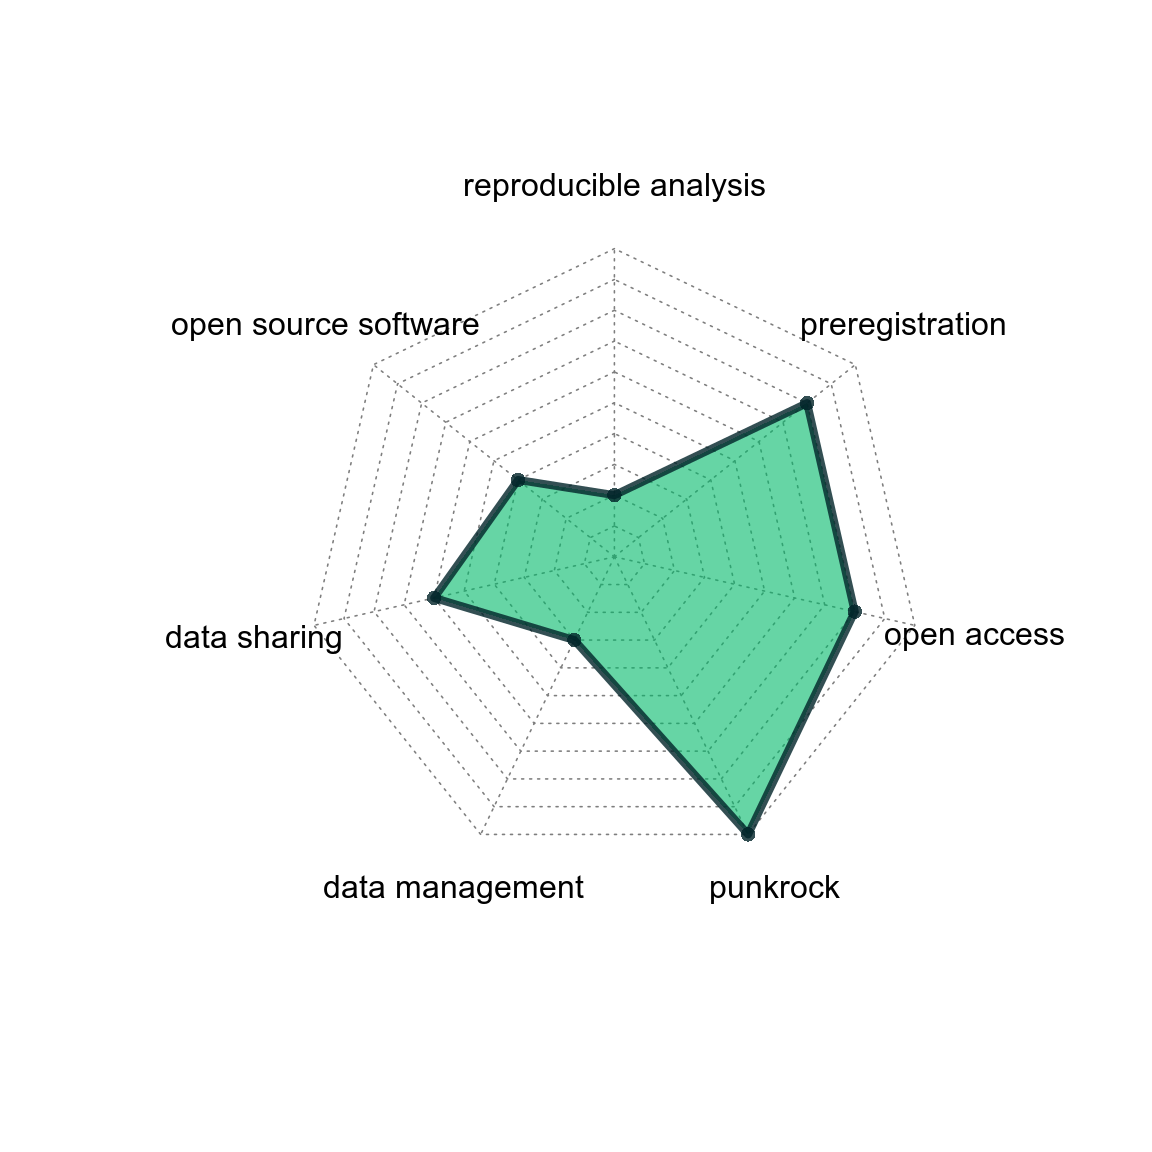 reproducible analysis
open source software
preregistration
data sharing
open access
data management
punkrock